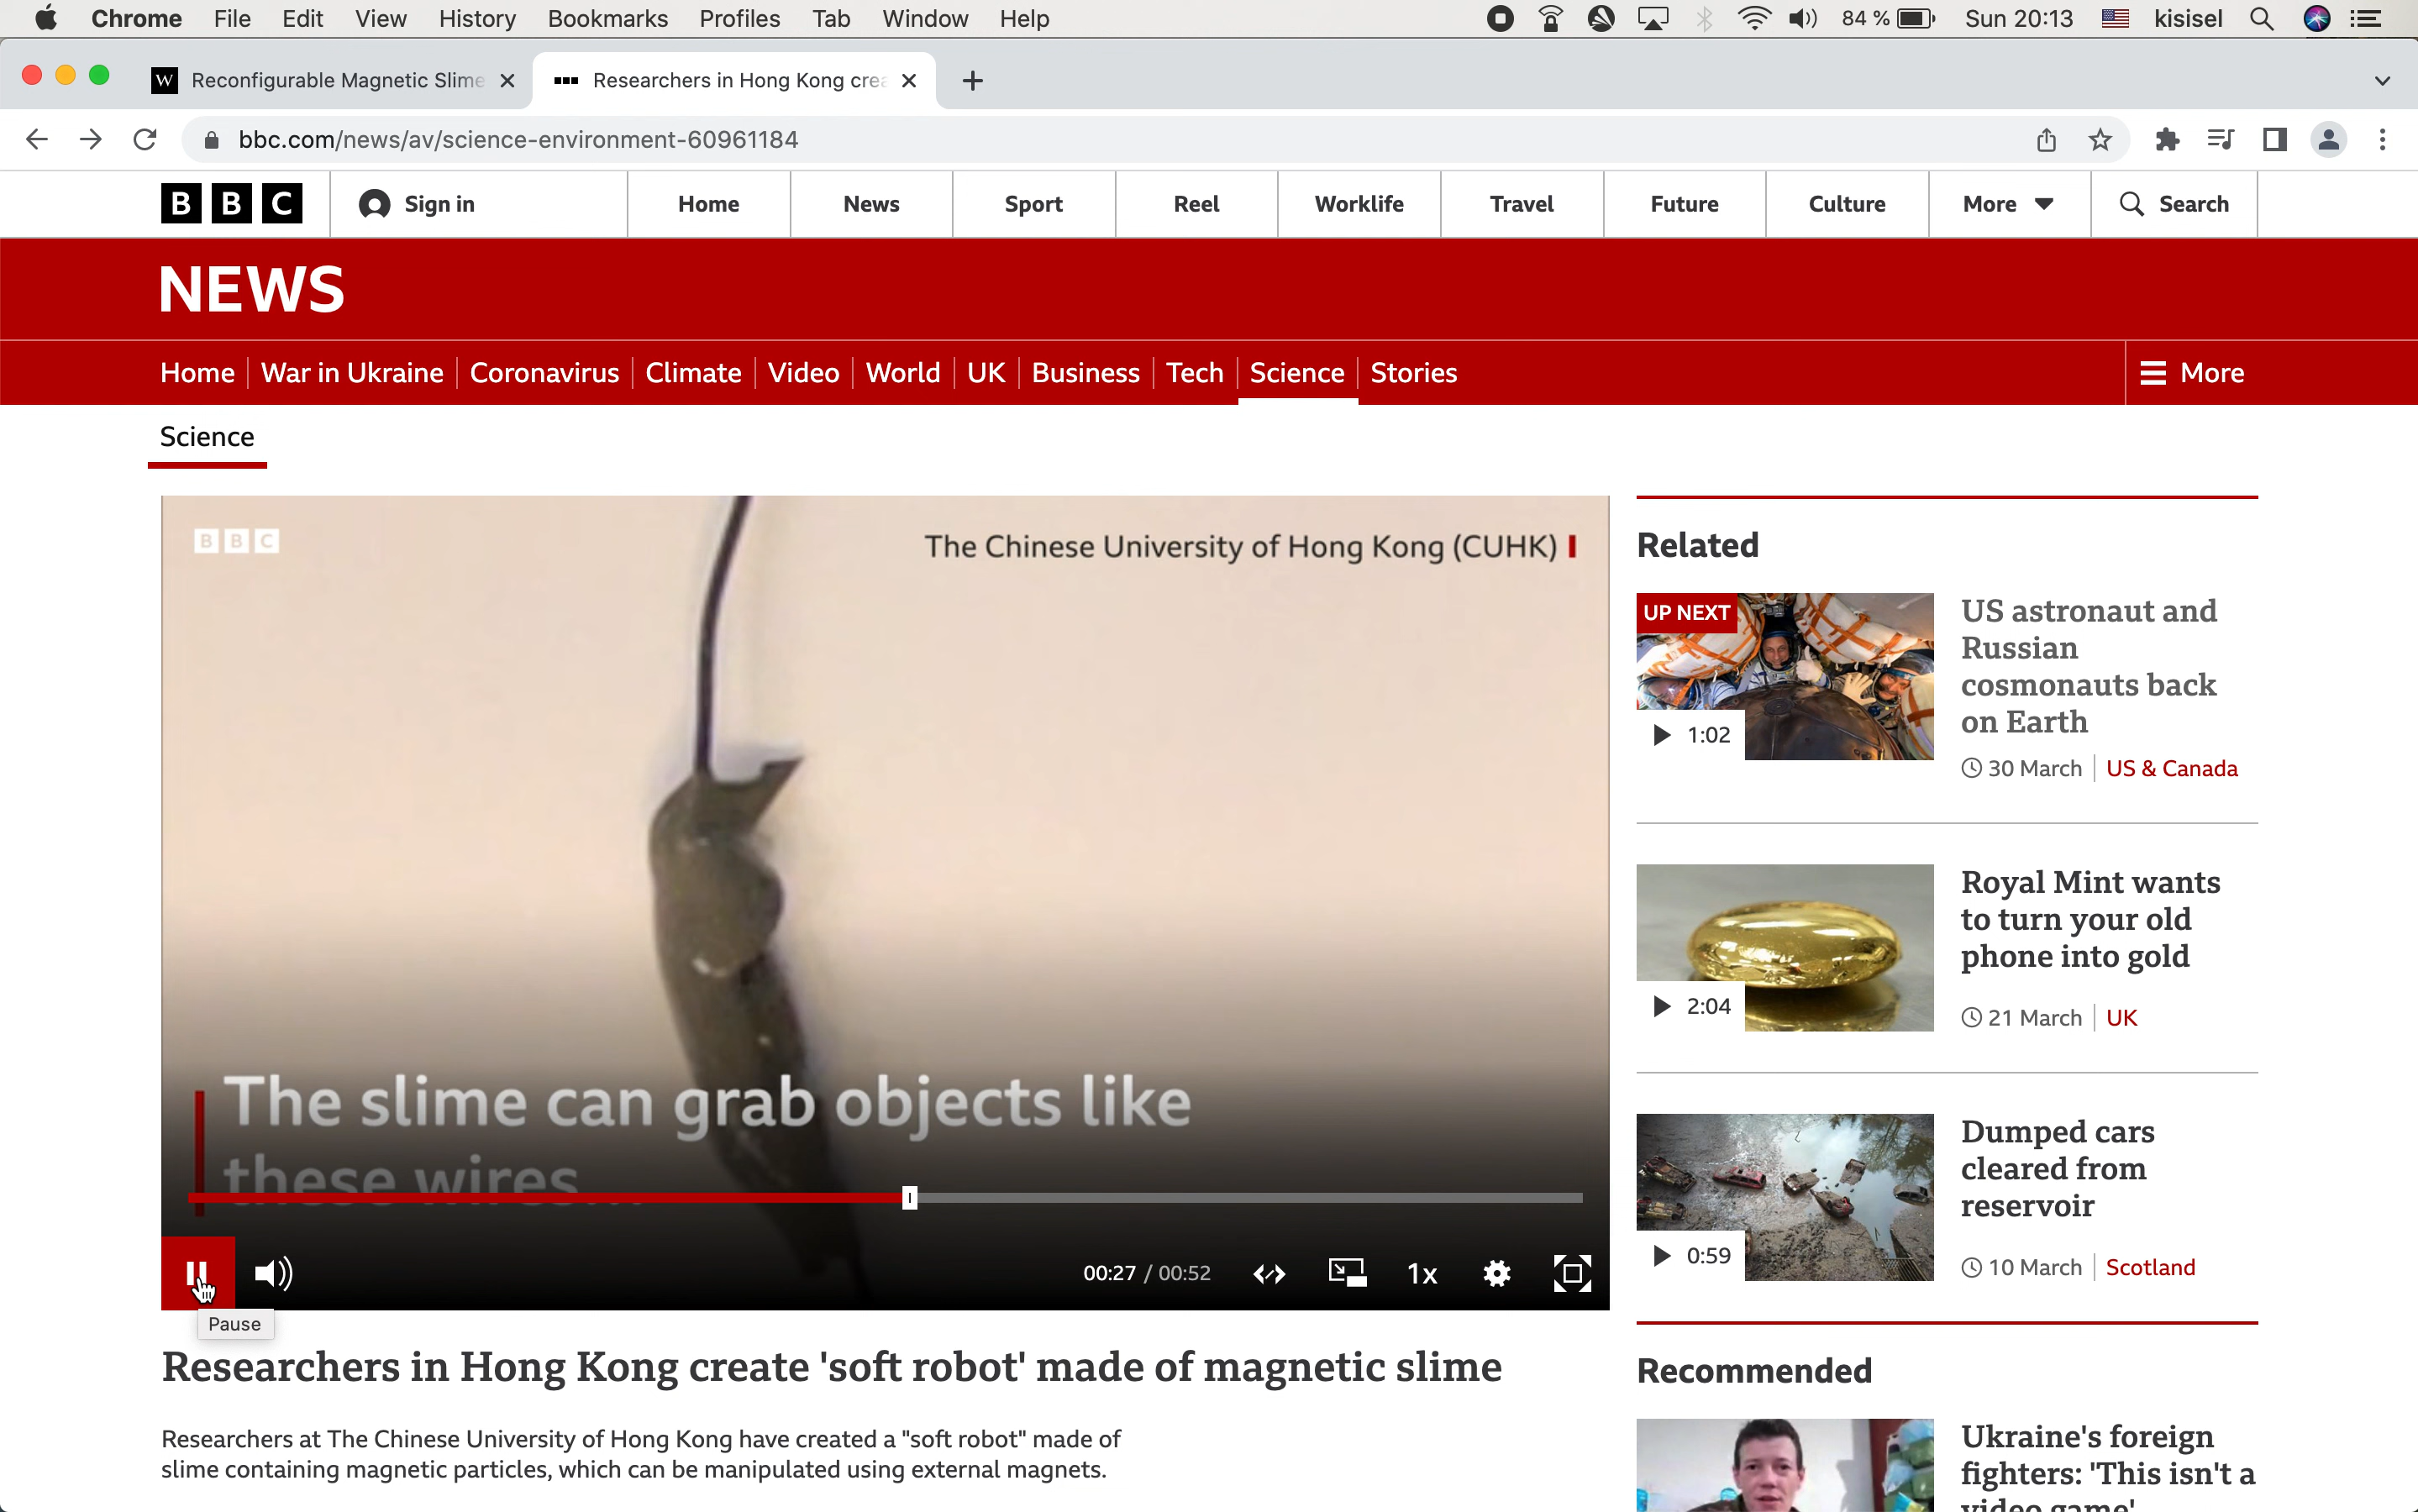 Chrome File Edit View History Bookmarks Profiles Tab Window Help 84 % Sun 20:13 kisisel
W Reconfigurable Magnetic Slime Researchers in Hong Kong crea
bbc.com/news/av/science-environment-60961184
BBC Sign in Home News Sport Reel Worklife Travel Future Culture More Search
NEWS
Home War in Ukraine Coronavirus Climate Video World UK Business Tech Science Stories More
Science
BBC
The Chinese University of Hong Kong (CUHK)
The slime can grab objects like
these wires...
00:27 / 00:52 1x
Pause
Researchers in Hong Kong create 'soft robot' made of magnetic slime
Researchers at The Chinese University of Hong Kong have created a "soft robot" made of
slime containing magnetic particles, which can be manipulated using external magnets.
Related
UP NEXT
1:02
US astronaut and
Russian
cosmonauts back
on Earth
30 March US & Canada
2:04
Royal Mint wants
to turn your old
phone into gold
21 March UK
0:59
Dumped cars
cleared from
reservoir
10 March Scotland
Recommended
Ukraine's foreign
fighters: 'This isn't a
video game'